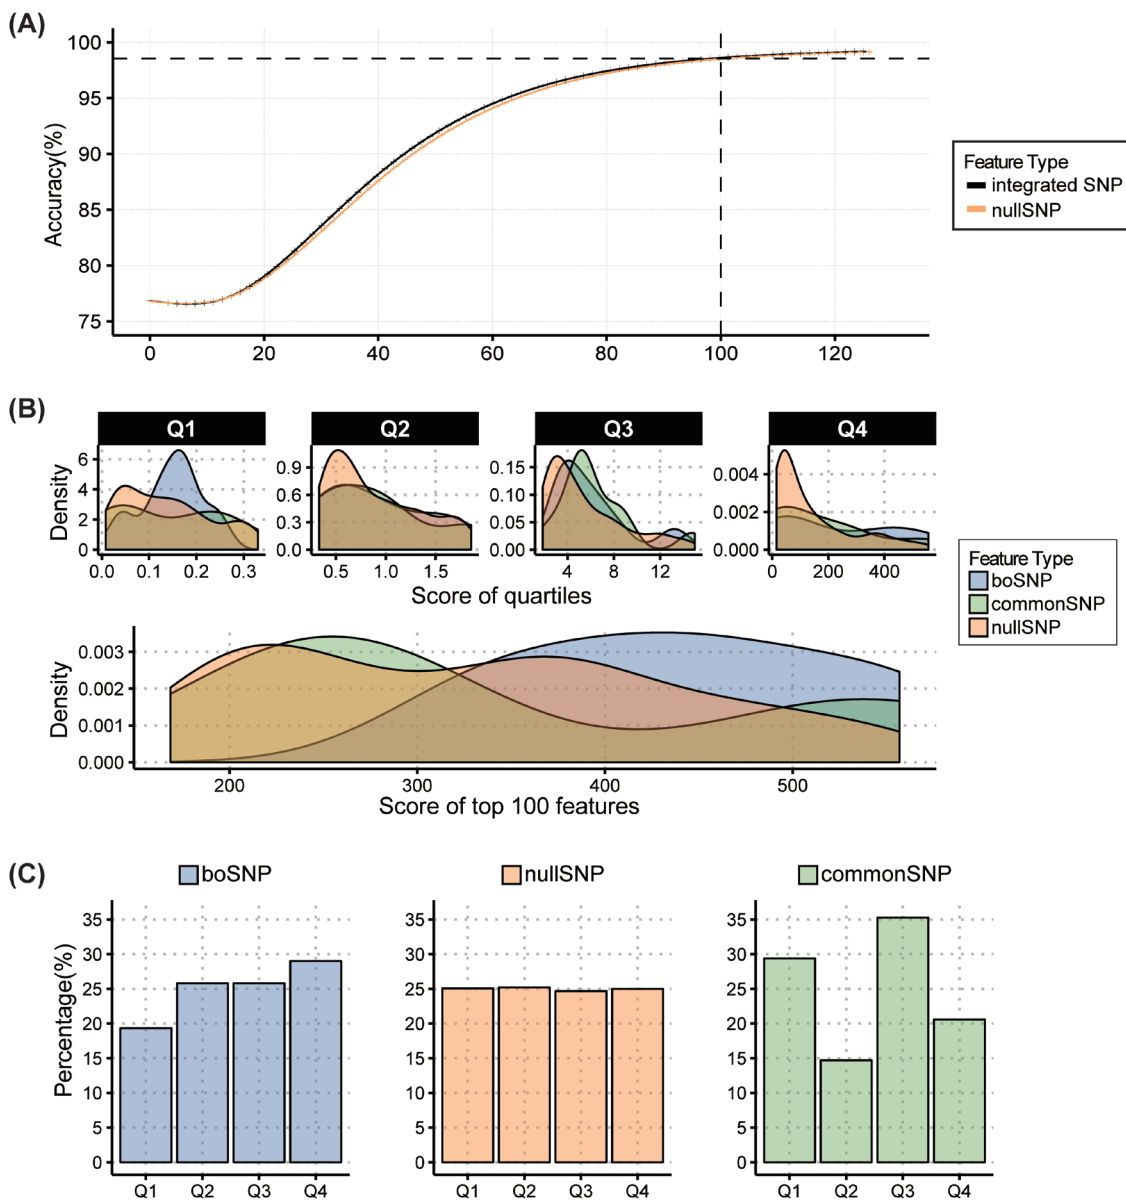 (A)
100
95
90
85
80
75
Accuracy(%)
0 20 40 60 80 100 120
Feature Type
integrated SNP
nullSNP
(B)
Q1 Q2 Q3 Q4
Density
6
4
2
0
0.0 0.1 0.2 0.3
0.9
0.6
0.3
0.0
0.5 1.0 1.5
0.15
0.10
0.05
0.00
4 8 12
0.004
0.002
0.000
0 200 400
Score of quartiles
Feature Type
boSNP
commonSNP
nullSNP
Density
0.003
0.002
0.001
0.000
200 300 400 500
Score of top 100 features
(C)
boSNP nullSNP commonSNP
Percentage(%)
35
30
25
20
15
10
5
0
Q1 Q2 Q3 Q4
35
30
25
20
15
10
5
0
Q1 Q2 Q3 Q4
35
30
25
20
15
10
5
0
Q1 Q2 Q3 Q4